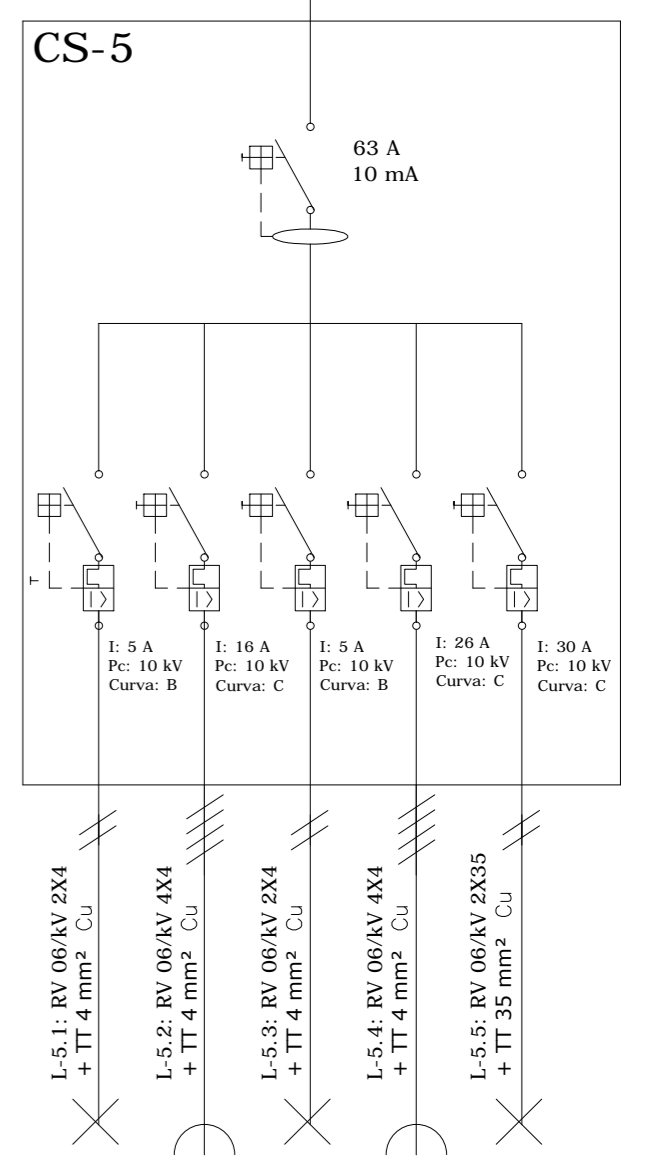 CS-5
63 A
10 mA
I: 5 A
Pc: 10 kV
Curva: B
I: 16 A
Pc: 10 kV
Curva: C
I: 5 A
Pc: 10 kV
Curva: B
I: 26 A
Pc: 10 kV
Curva: C
I: 30 A
Pc: 10 kV
Curva: C
T
L-5.1: RV 06/kV 2X4
+ TT 4 mm² Cu
L-5.2: RV 06/kV 4X4
+ TT 4 mm² Cu
L-5.3: RV 06/kV 2X4
+ TT 4 mm² Cu
L-5.4: RV 06/kV 4X4
+ TT 4 mm² Cu
L-5.5: RV 06/kV 2X35
+ TT 35 mm² Cu